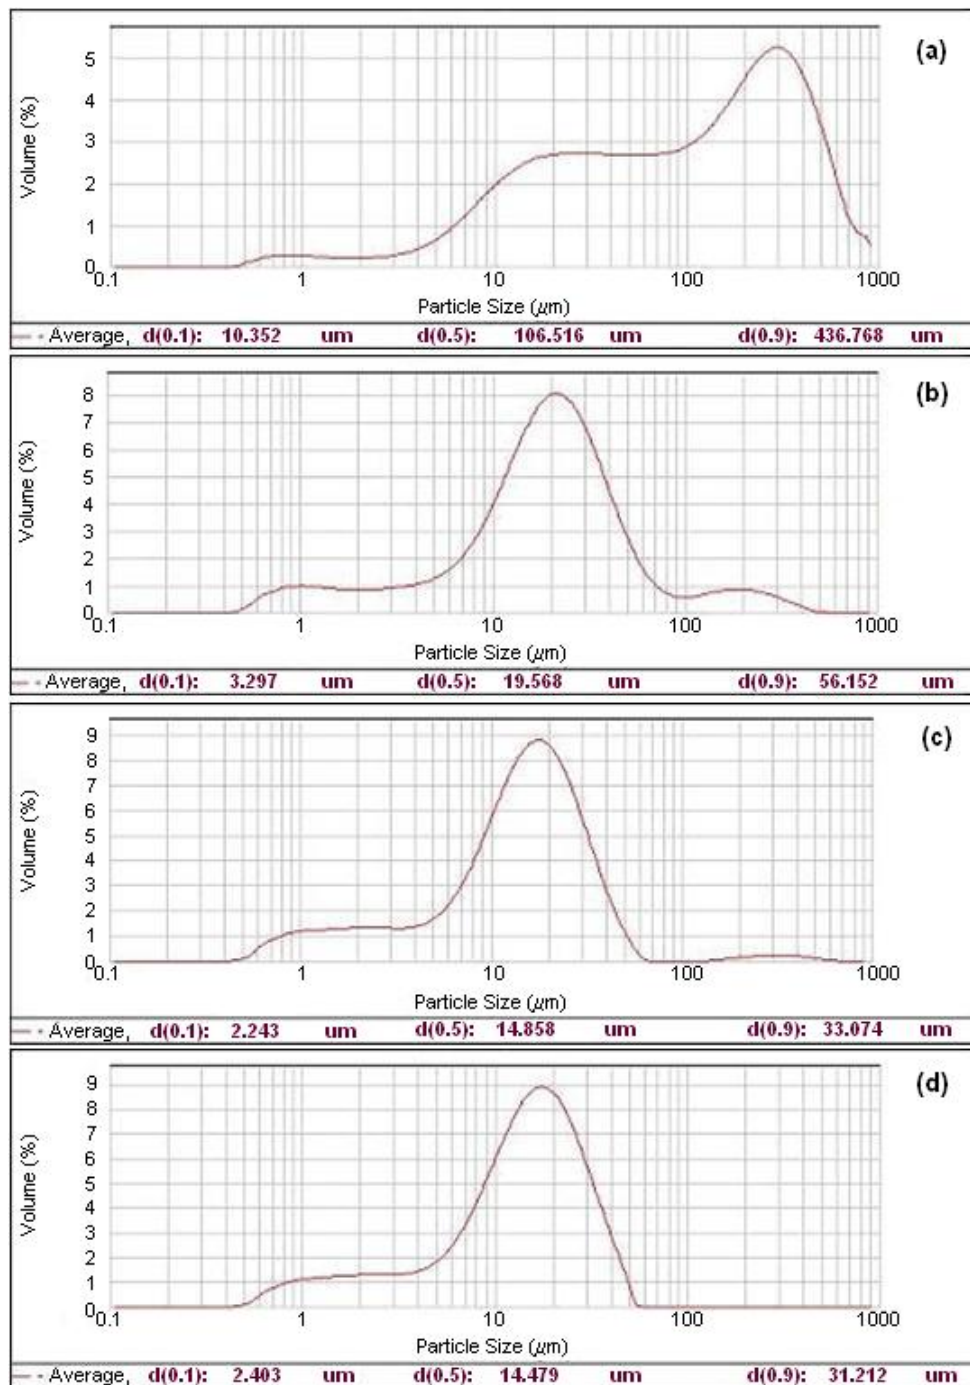 (a)
5
4
3
2
1
0
Volume (%)
0.1 1 10 100 1000
Particle Size (µm)
Average, d(0.1): 10.352 um d(0.5): 106.516 um d(0.9): 436.768 um
(b)
8
7
6
5
4
3
2
1
0
Volume (%)
0.1 1 10 100 1000
Particle Size (µm)
Average, d(0.1): 3.297 um d(0.5): 19.568 um d(0.9): 56.152 um
(c)
9
8
7
6
5
4
3
2
1
0
Volume (%)
0.1 1 10 100 1000
Particle Size (µm)
Average, d(0.1): 2.243 um d(0.5): 14.858 um d(0.9): 33.074 um
(d)
9
8
7
6
5
4
3
2
1
0
Volume (%)
0.1 1 10 100 1000
Particle Size (µm)
Average, d(0.1): 2.403 um d(0.5): 14.479 um d(0.9): 31.212 um